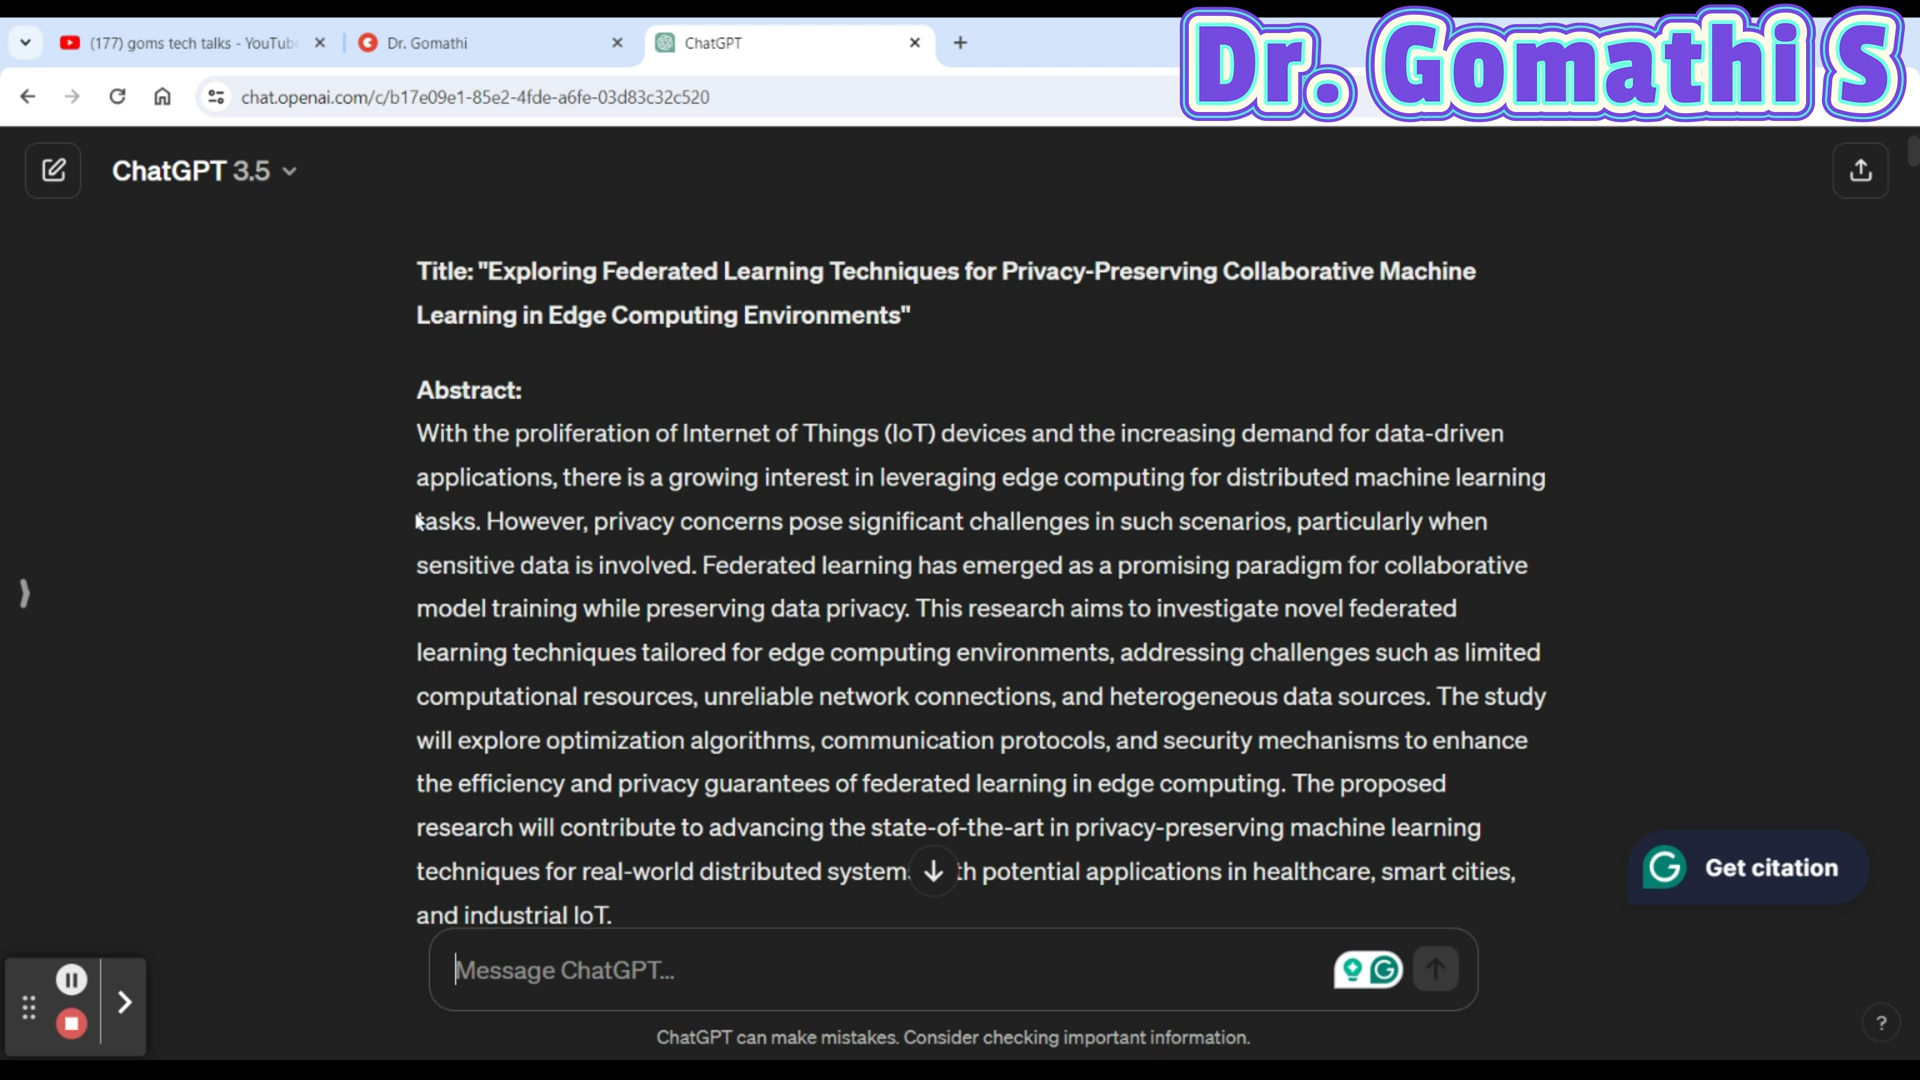 (177) goms tech talks - YouTub
Dr. Gomathi
ChatGPT
Dr. Gomathi S
chat.openai.com/c/b17e09e1-85e2-4fde-a6fe-03d83c32c520
ChatGPT 3.5
Title: "Exploring Federated Learning Techniques for Privacy-Preserving Collaborative Machine
Learning in Edge Computing Environments"
Abstract:
With the proliferation of Internet of Things (IoT) devices and the increasing demand for data-driven
applications, there is a growing interest in leveraging edge computing for distributed machine learning
tasks. However, privacy concerns pose significant challenges in such scenarios, particularly when
sensitive data is involved. Federated learning has emerged as a promising paradigm for collaborative
model training while preserving data privacy. This research aims to investigate novel federated
learning techniques tailored for edge computing environments, addressing challenges such as limited
computational resources, unreliable network connections, and heterogeneous data sources. The study
will explore optimization algorithms, communication protocols, and security mechanisms to enhance
the efficiency and privacy guarantees of federated learning in edge computing. The proposed
research will contribute to advancing the state-of-the-art in privacy-preserving machine learning
techniques for real-world distributed system th potential applications in healthcare, smart cities,
and industrial IoT.
Get citation
Message ChatGPT...
ChatGPT can make mistakes. Consider checking important information.
?